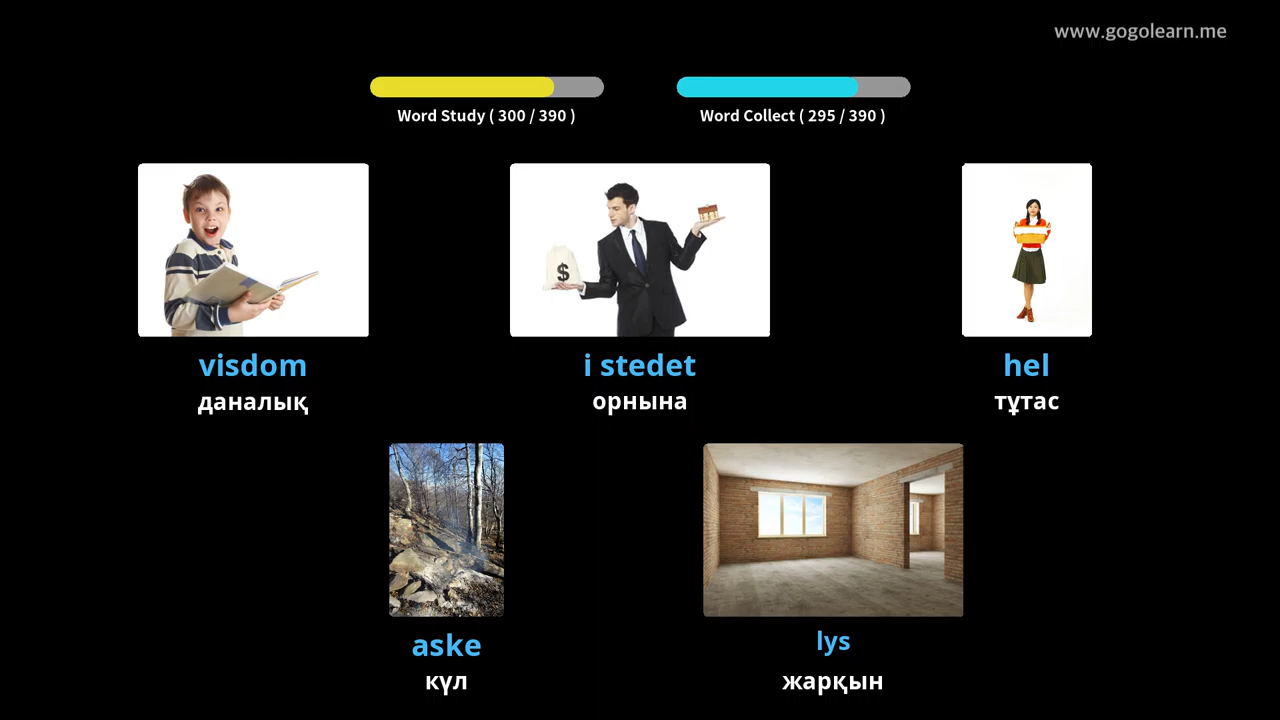 www.gogolearn.me
Word Study ( 300 / 390 )
Word Collect ( 295 / 390 )
visdom
даналық
i stedet
орнына
$
hel
тұтас
aske
күл
lys
жарқын